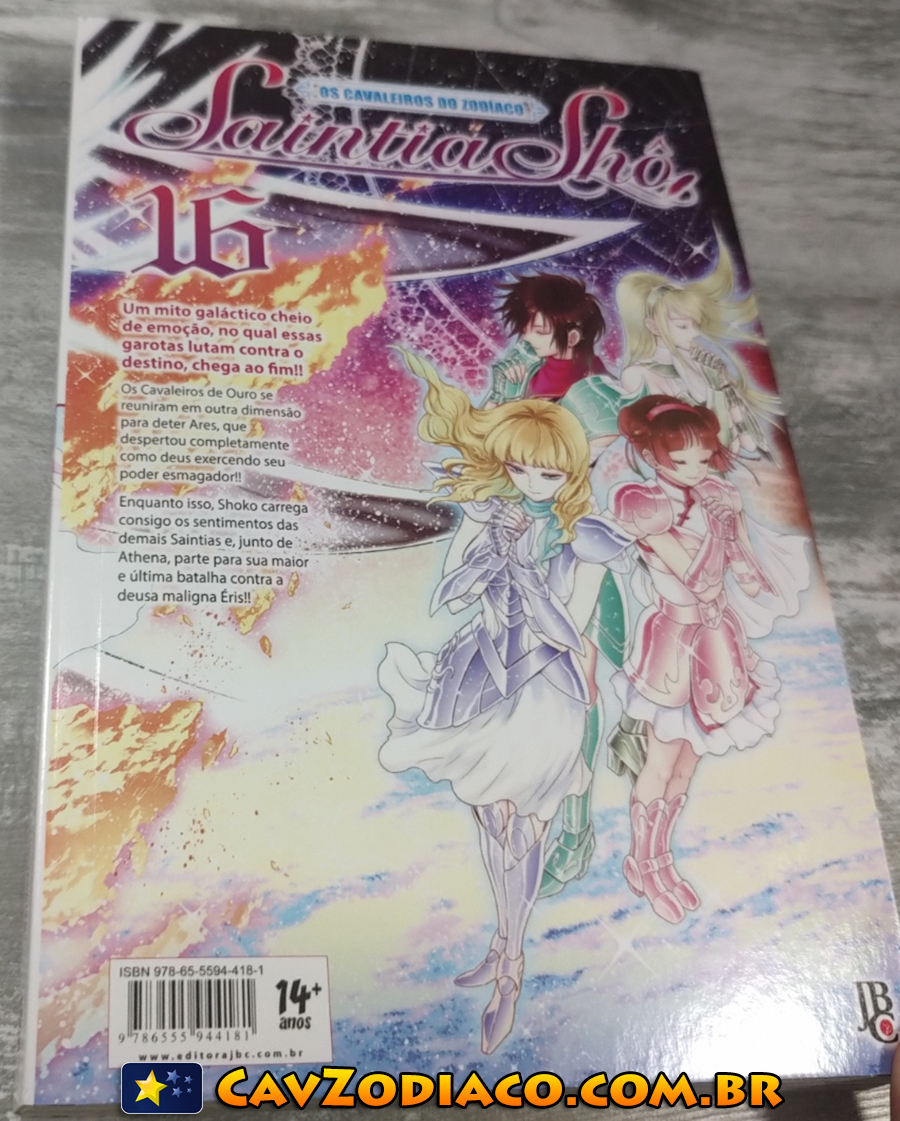 OS CAVALEIROS DO ZODÍACO
Saintia Shô
16
Um mito galáctico cheio
de emoção, no qual essas
garotas lutam contra o
destino, chega ao fim!!
Os Cavaleiros de Ouro se
reuniram em outra dimensão
para deter Ares, que
despertou completamente
como deus exercendo seu
poder esmagador!!
Enquanto isso, Shoko carrega
consigo os sentimentos das
demais Saintias e, junto de
Athena, parte para sua maior
e última batalha contra a
deusa maligna Éris!!
ISBN 978-65-5594-418-1
14+
anos
9 786555 944181
www.editorajbc.com.br
JBC
CAVZODIACO.COM.BR